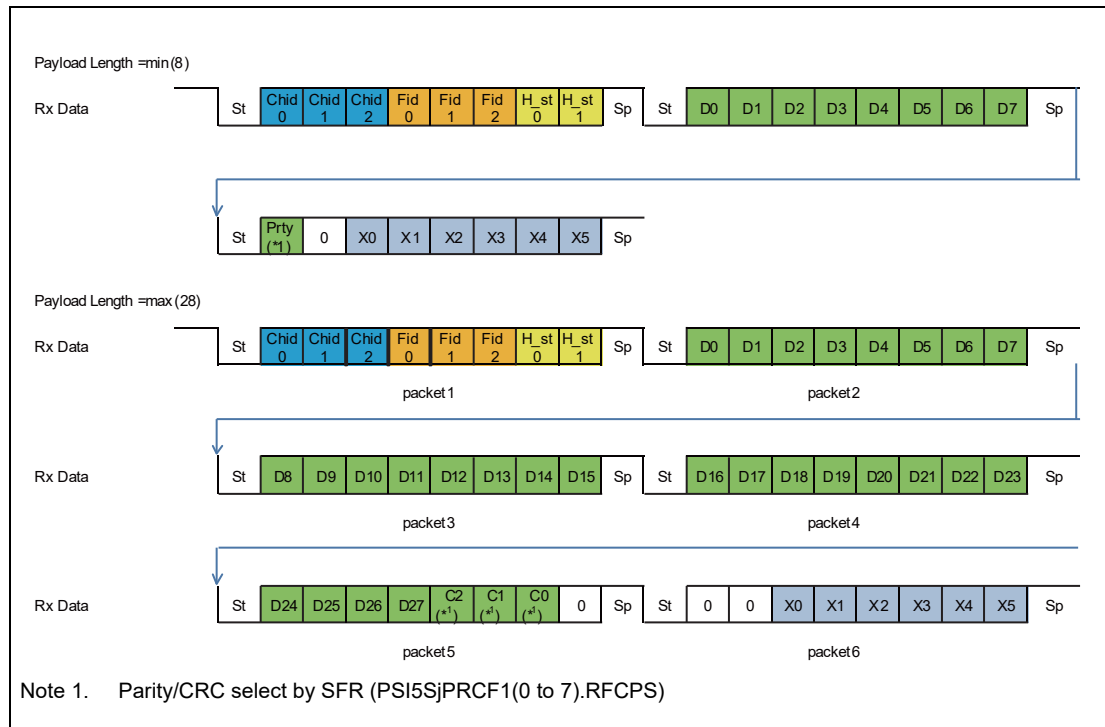 Payload Length =min(8)
Rx Data St Chid 0 Chid 1 Chid 2 Fid 0 Fid 1 Fid 2 H_st 0 H_st 1 Sp St D0 D1 D2 D3 D4 D5 D6 D7 Sp
St Prty (*1) 0 X0 X1 X2 X3 X4 X5 Sp
Payload Length =max(28)
Rx Data St Chid 0 Chid 1 Chid 2 Fid 0 Fid 1 Fid 2 H_st 0 H_st 1 Sp St D0 D1 D2 D3 D4 D5 D6 D7 Sp
packet1 packet2
Rx Data St D8 D9 D10 D11 D12 D13 D14 D15 Sp St D16 D17 D18 D19 D20 D21 D22 D23 Sp
packet3 packet4
Rx Data St D24 D25 D26 D27 C2 (*1) C1 (*1) C0 (*1) 0 Sp St 0 0 X0 X1 X2 X3 X4 X5 Sp
packet5 packet6
Note 1. Parity/CRC select by SFR (PSI5SjPRCF1(0 to 7).RFCPS)